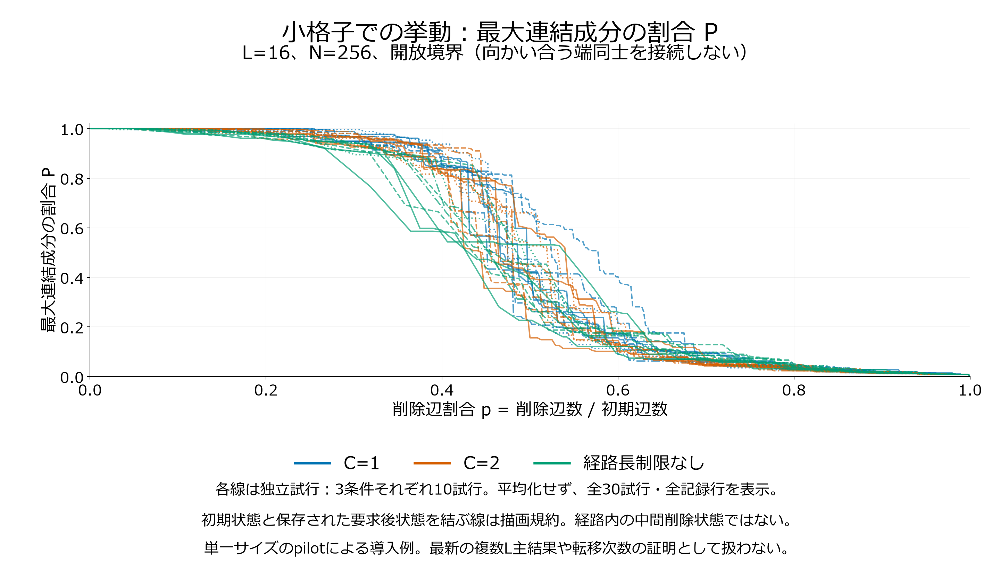 小格子での挙動：最大連結成分の割合 P
L=16、N=256、開放境界（向かい合う端同士を接続しない）
最大連結成分の割合 P
1.0
0.8
0.6
0.4
0.2
0.0
0.0 0.2 0.4 0.6 0.8 1.0
削除辺割合 p = 削除辺数 / 初期辺数
C=1 C=2 経路長制限なし
各線は独立試行：3条件それぞれ10試行。平均化せず、全30試行・全記録行を表示。
初期状態と保存された要求後状態を結ぶ線は描画規約。経路内の中間削除状態ではない。
単一サイズのpilotによる導入例。最新の複数L主結果や転移次数の証明として扱わない。